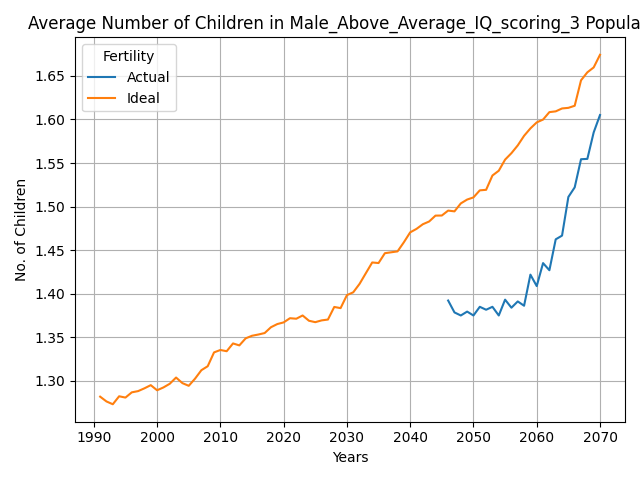 Average Number of Children in Male_Above_Average_IQ_scoring_3 Popula
Fertility
Actual
Ideal
No. of Children
1.65
1.60
1.55
1.50
1.45
1.40
1.35
1.30
1990 2000 2010 2020 2030 2040 2050 2060 2070
Years